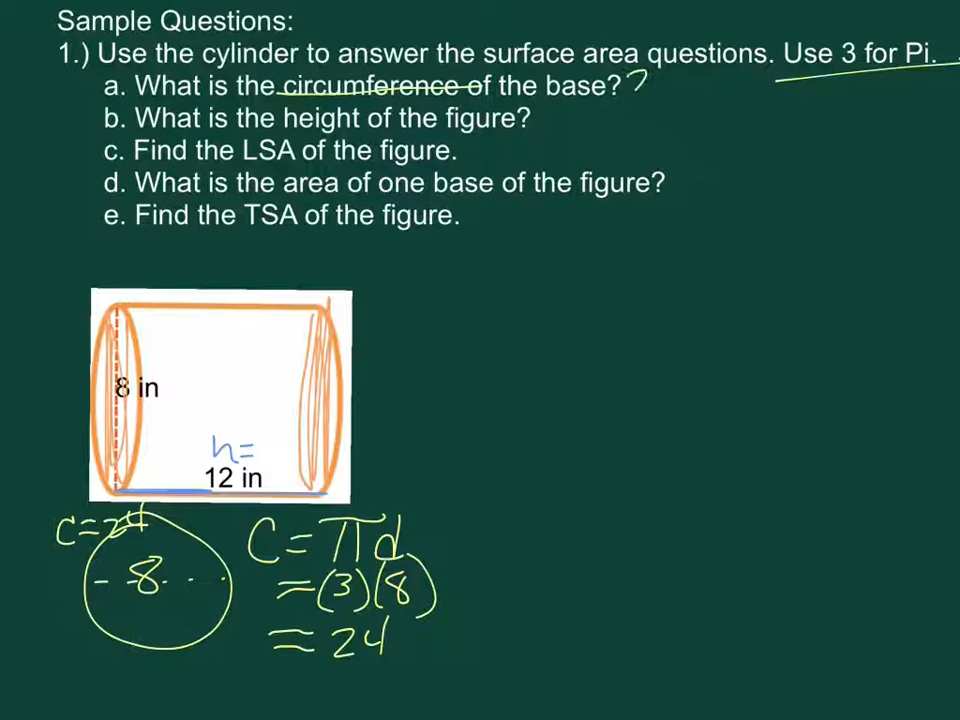 Sample Questions:
1.) Use the cylinder to answer the surface area questions. Use 3 for Pi.
a. What is the circumference of the base?
b. What is the height of the figure?
c. Find the LSA of the figure.
d. What is the area of one base of the figure?
e. Find the TSA of the figure.
8 in
h=
12 in
C=24
8
C=πd
=(3)(8)
=24